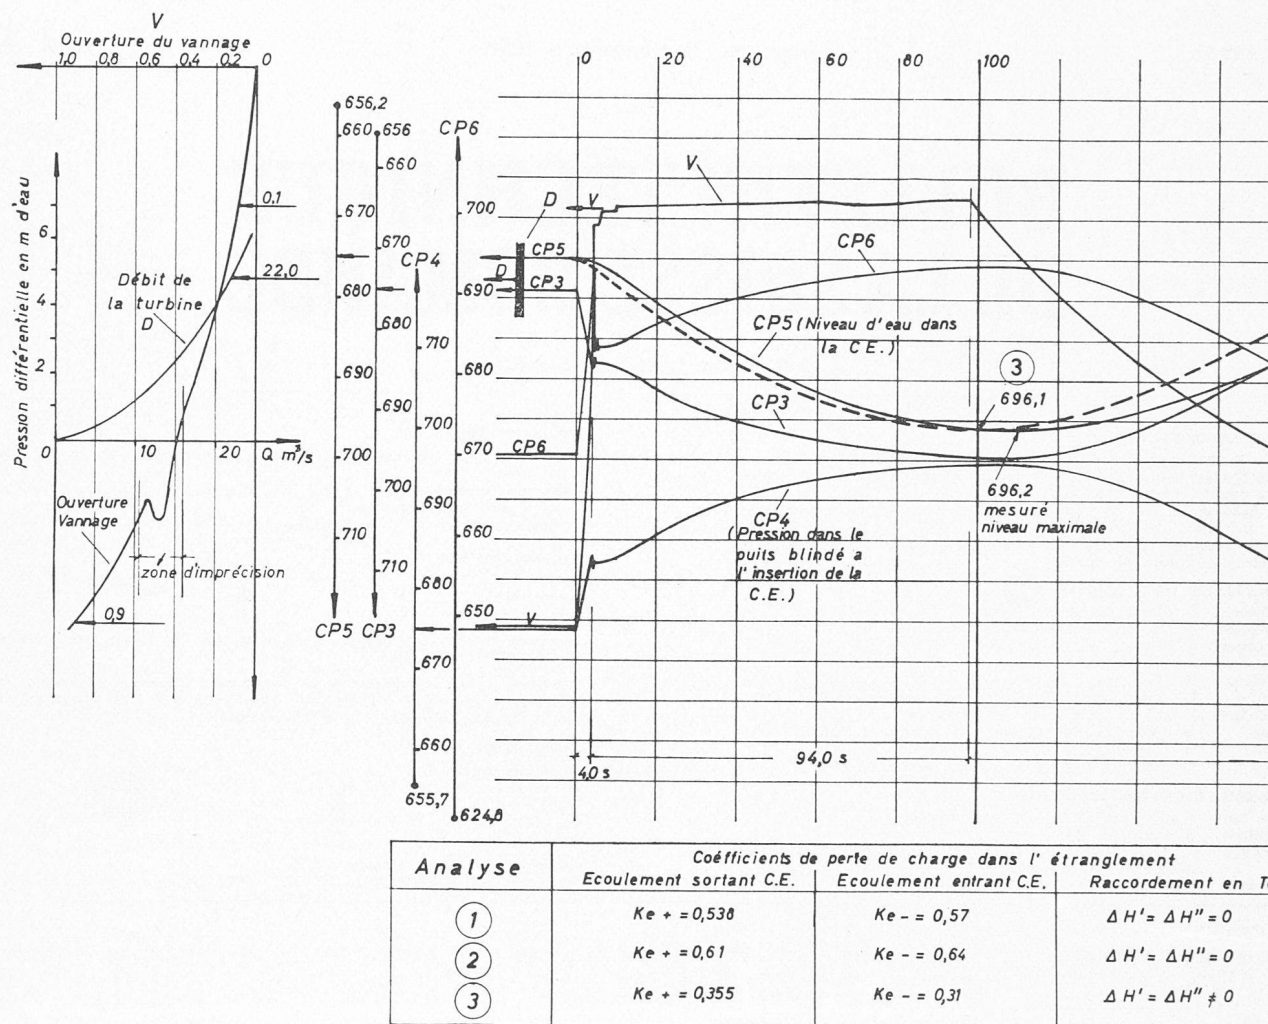 V
Ouverture du vannage
1,0 0,8 0,6 0,4 0,2 0
Pression différentielle en m d'eau
6
4
2
0 10 20 Q m³/s
0,1
22,0
Débit de
la turbine
D
Ouverture
Vannage
zone d'imprécision
0,9
656,2
660
670
680
690
700
710
CP5
656
660
670
680
690
700
710
CP3
CP4
710
700
690
680
670
660
655,7
CP6
700
690
680
670
660
650
624,8
0 20 40 60 80 100
D
V
CP5
D
CP3
CP6
V
V
CP6
CP5 (Niveau d'eau dans
la C.E.)
3
696,1
CP3
696,2
mesuré
niveau maximale
CP4
(Pression dans le
puits blindé a
l'insertion de la
C.E.)
4,0 s
94,0 s
Analyse
Coéfficients de perte de charge dans l' étranglement
Ecoulement sortant C.E. Ecoulement entrant C.E. Raccordement en
1 Ke + = 0,538 Ke - = 0,57 Δ H' = Δ H" = 0
2 Ke + = 0,61 Ke - = 0,64 Δ H' = Δ H" = 0
3 Ke + = 0,355 Ke - = 0,31 Δ H' = Δ H" ≠ 0